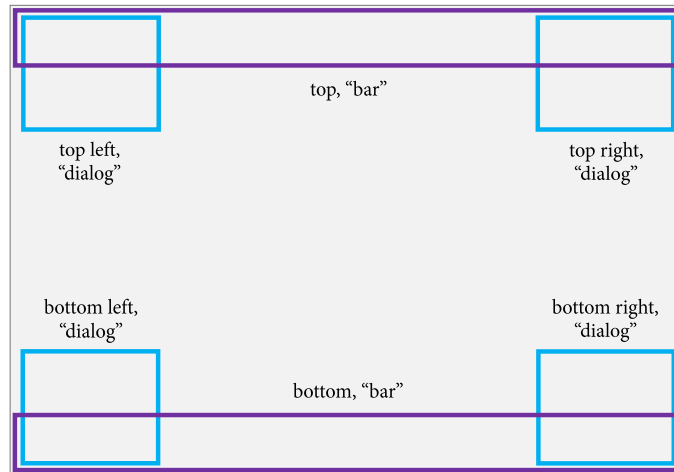 top, “bar”
top left,
“dialog”
top right,
“dialog”
bottom left,
“dialog”
bottom right,
“dialog”
bottom, “bar”